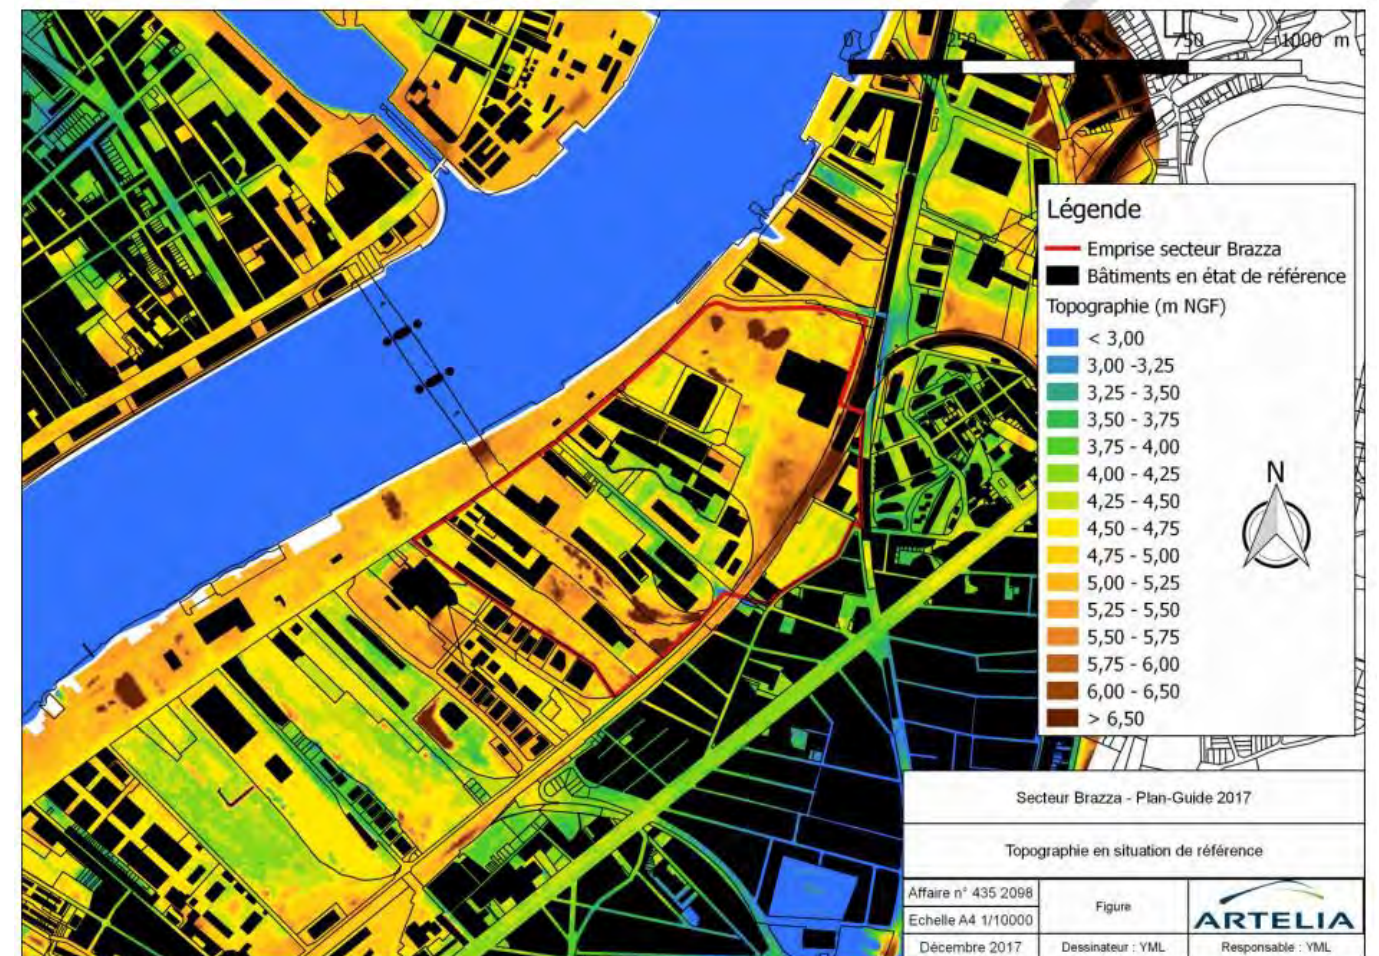 0 250 750 1000 m
Légende
Emprise secteur Brazza
Bâtiments en état de référence
Topographie (m NGF)
< 3,00
3,00 -3,25
3,25 - 3,50
3,50 - 3,75
3,75 - 4,00
4,00 - 4,25
4,25 - 4,50
4,50 - 4,75
4,75 - 5,00
5,00 - 5,25
5,25 - 5,50
5,50 - 5,75
5,75 - 6,00
6,00 - 6,50
> 6,50
N
Secteur Brazza - Plan-Guide 2017
Topographie en situation de référence
Affaire n° 435 2098
Echelle A4 1/10000
Décembre 2017
Figure
Dessinateur : YML
ARTELIA
Responsable : YML